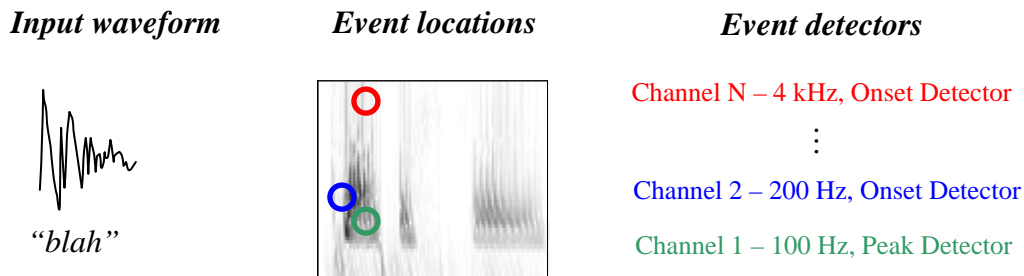 Input waveform
Event locations
Event detectors
Channel N – 4 kHz, Onset Detector
⋮
Channel 2 – 200 Hz, Onset Detector
Channel 1 – 100 Hz, Peak Detector
“blah”